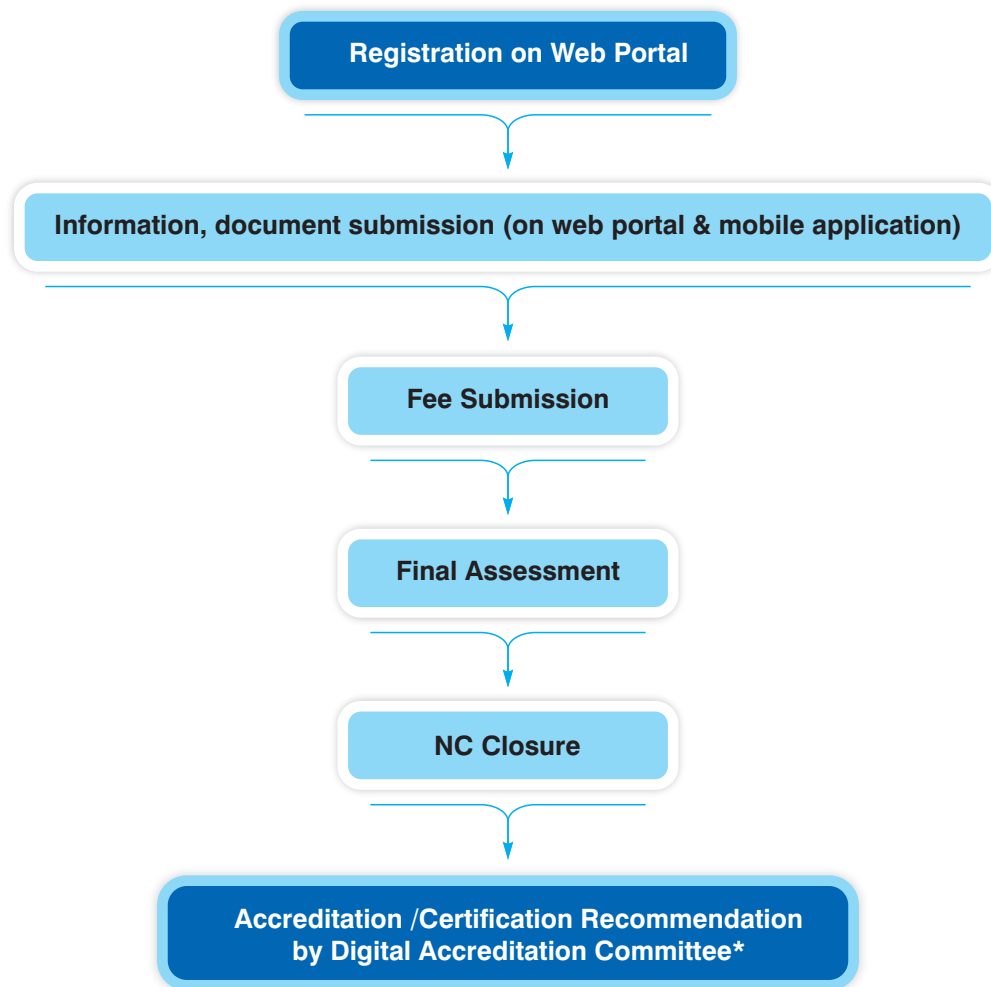 Registration on Web Portal
Information, document submission (on web portal & mobile application)
Fee Submission
Final Assessment
NC Closure
Accreditation /Certification Recommendation
by Digital Accreditation Committee*